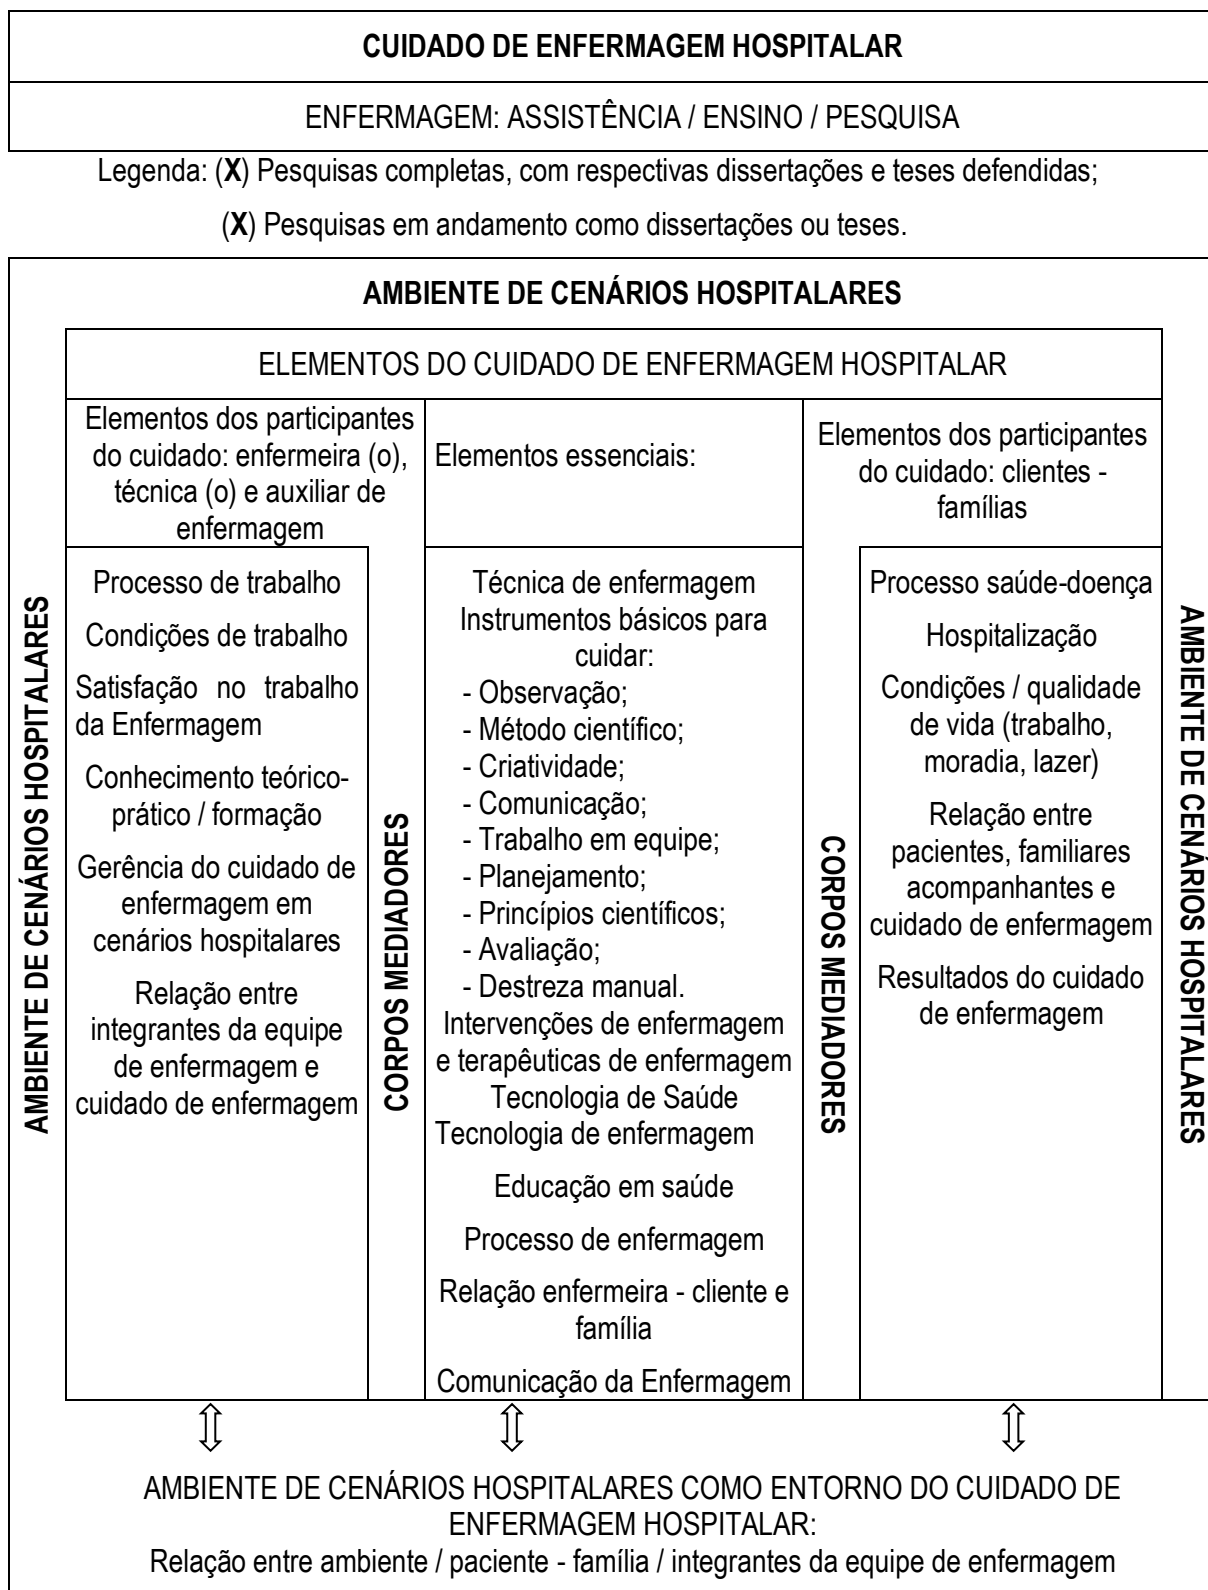 CUIDADO DE ENFERMAGEM HOSPITALAR
ENFERMAGEM: ASSISTÊNCIA / ENSINO / PESQUISA
Legenda: (X) Pesquisas completas, com respectivas dissertações e teses defendidas;
(X) Pesquisas em andamento como dissertações ou teses.
AMBIENTE DE CENÁRIOS HOSPITALARES
ELEMENTOS DO CUIDADO DE ENFERMAGEM HOSPITALAR
AMBIENTE DE CENÁRIOS HOSPITALARES
Elementos dos participantes
do cuidado: enfermeira (o),
técnica (o) e auxiliar de
enfermagem
Processo de trabalho
Condições de trabalho
Satisfação no trabalho
da Enfermagem
Conhecimento teórico-
prático / formação
Gerência do cuidado de
enfermagem em
cenários hospitalares
Relação entre
integrantes da equipe
de enfermagem e
cuidado de enfermagem
CORPOS MEDIADORES
Elementos essenciais:
Técnica de enfermagem
Instrumentos básicos para
cuidar:
- Observação;
- Método científico;
- Criatividade;
- Comunicação;
- Trabalho em equipe;
- Planejamento;
- Princípios científicos;
- Avaliação;
- Destreza manual.
Intervenções de enfermagem
e terapêuticas de enfermagem
Tecnologia de Saúde
Tecnologia de enfermagem
Educação em saúde
Processo de enfermagem
Relação enfermeira - cliente e
família
Comunicação da Enfermagem
CORPOS MEDIADORES
Elementos dos participantes
do cuidado: clientes -
famílias
Processo saúde-doença
Hospitalização
Condições / qualidade
de vida (trabalho,
moradia, lazer)
Relação entre
pacientes, familiares
acompanhantes e
cuidado de enfermagem
Resultados do cuidado
de enfermagem
AMBIENTE DE CENÁRIOS HOSPITALARES
AMBIENTE DE CENÁRIOS HOSPITALARES COMO ENTORNO DO CUIDADO DE
ENFERMAGEM HOSPITALAR:
Relação entre ambiente / paciente - família / integrantes da equipe de enfermagem